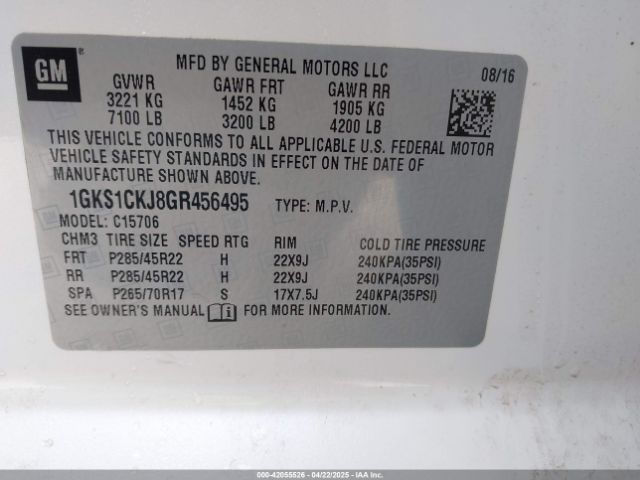 GM ®
MFD BY GENERAL MOTORS LLC 08/16
GVWR GAWR FRT GAWR RR
3221 KG 1452 KG 1905 KG
7100 LB 3200 LB 4200 LB
THIS VEHICLE CONFORMS TO ALL APPLICABLE U.S. FEDERAL MOTOR
VEHICLE SAFETY STANDARDS IN EFFECT ON THE DATE OF
MANUFACTURE SHOWN ABOVE.
1GKS1CKJ8GR456495 TYPE: M.P.V.
MODEL: C15706
CHM3 TIRE SIZE SPEED RTG RIM COLD TIRE PRESSURE
FRT P285/45R22 H 22X9J 240KPA(35PSI)
RR P285/45R22 H 22X9J 240KPA(35PSI)
SPA P265/70R17 S 17X7.5J 240KPA(35PSI)
SEE OWNER'S MANUAL i FOR MORE INFORMATION.
000-42055526 - 04/22/2025 - IAAI.CA